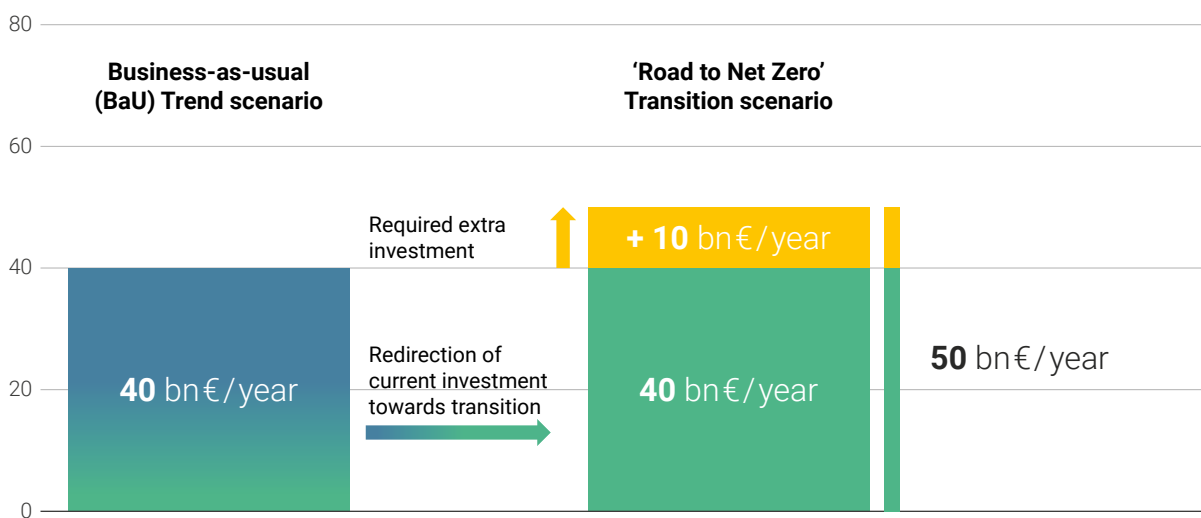 80
Business-as-usual
(BaU) Trend scenario
‘Road to Net Zero’
Transition scenario
60
Required extra
investment
+ 10 bn€/year
40
Redirection of
current investment
towards transition
40 bn€/year
40 bn€/year
50 bn€/year
20
0